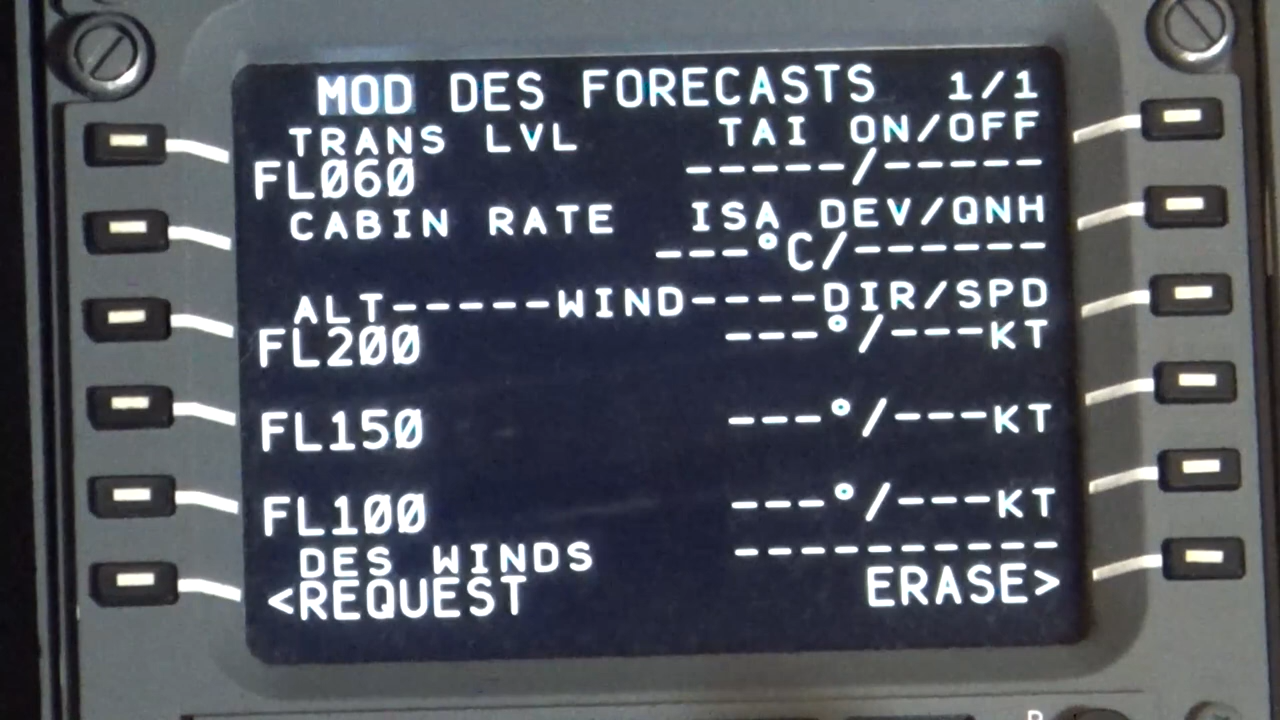 MOD DES FORECASTS 1/1
TRANS LVL TAI ON/OFF
FL060 -----/-----
CABIN RATE ISA DEV/QNH
---°C/------
ALT-----WIND----DIR/SPD
FL200 ---°/---KT
FL150 ---°/---KT
FL100 ---°/---KT
DES WINDS -----------
<REQUEST ERASE>